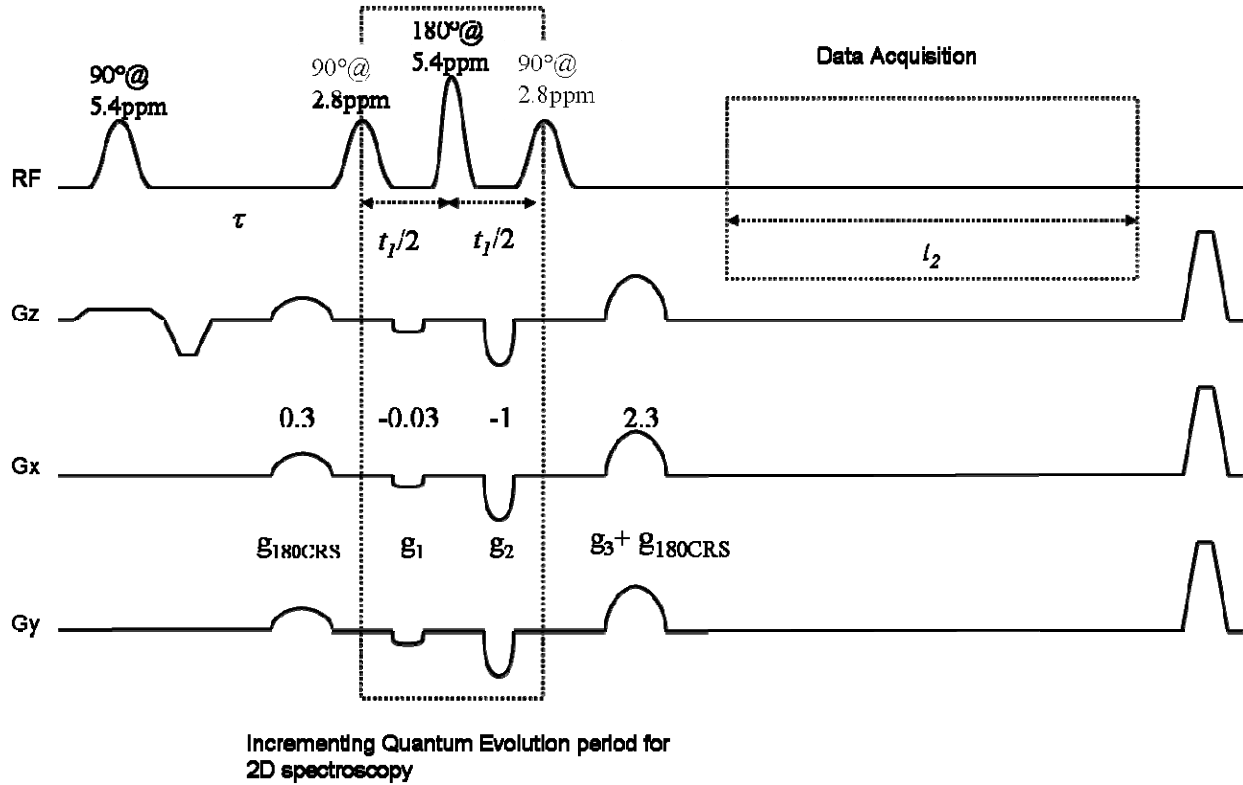 180°@
5.4ppm
90°@
5.4ppm
90°@
2.8ppm
90°@
2.8ppm
Data Acquisition
RF
τ
t1/2
t1/2
t2
Gz
0.3
-0.03
-1
2.3
Gx
g180CRS
g1
g2
g3+ g180CRS
Gy
Incrementing Quantum Evolution period for
2D spectroscopy